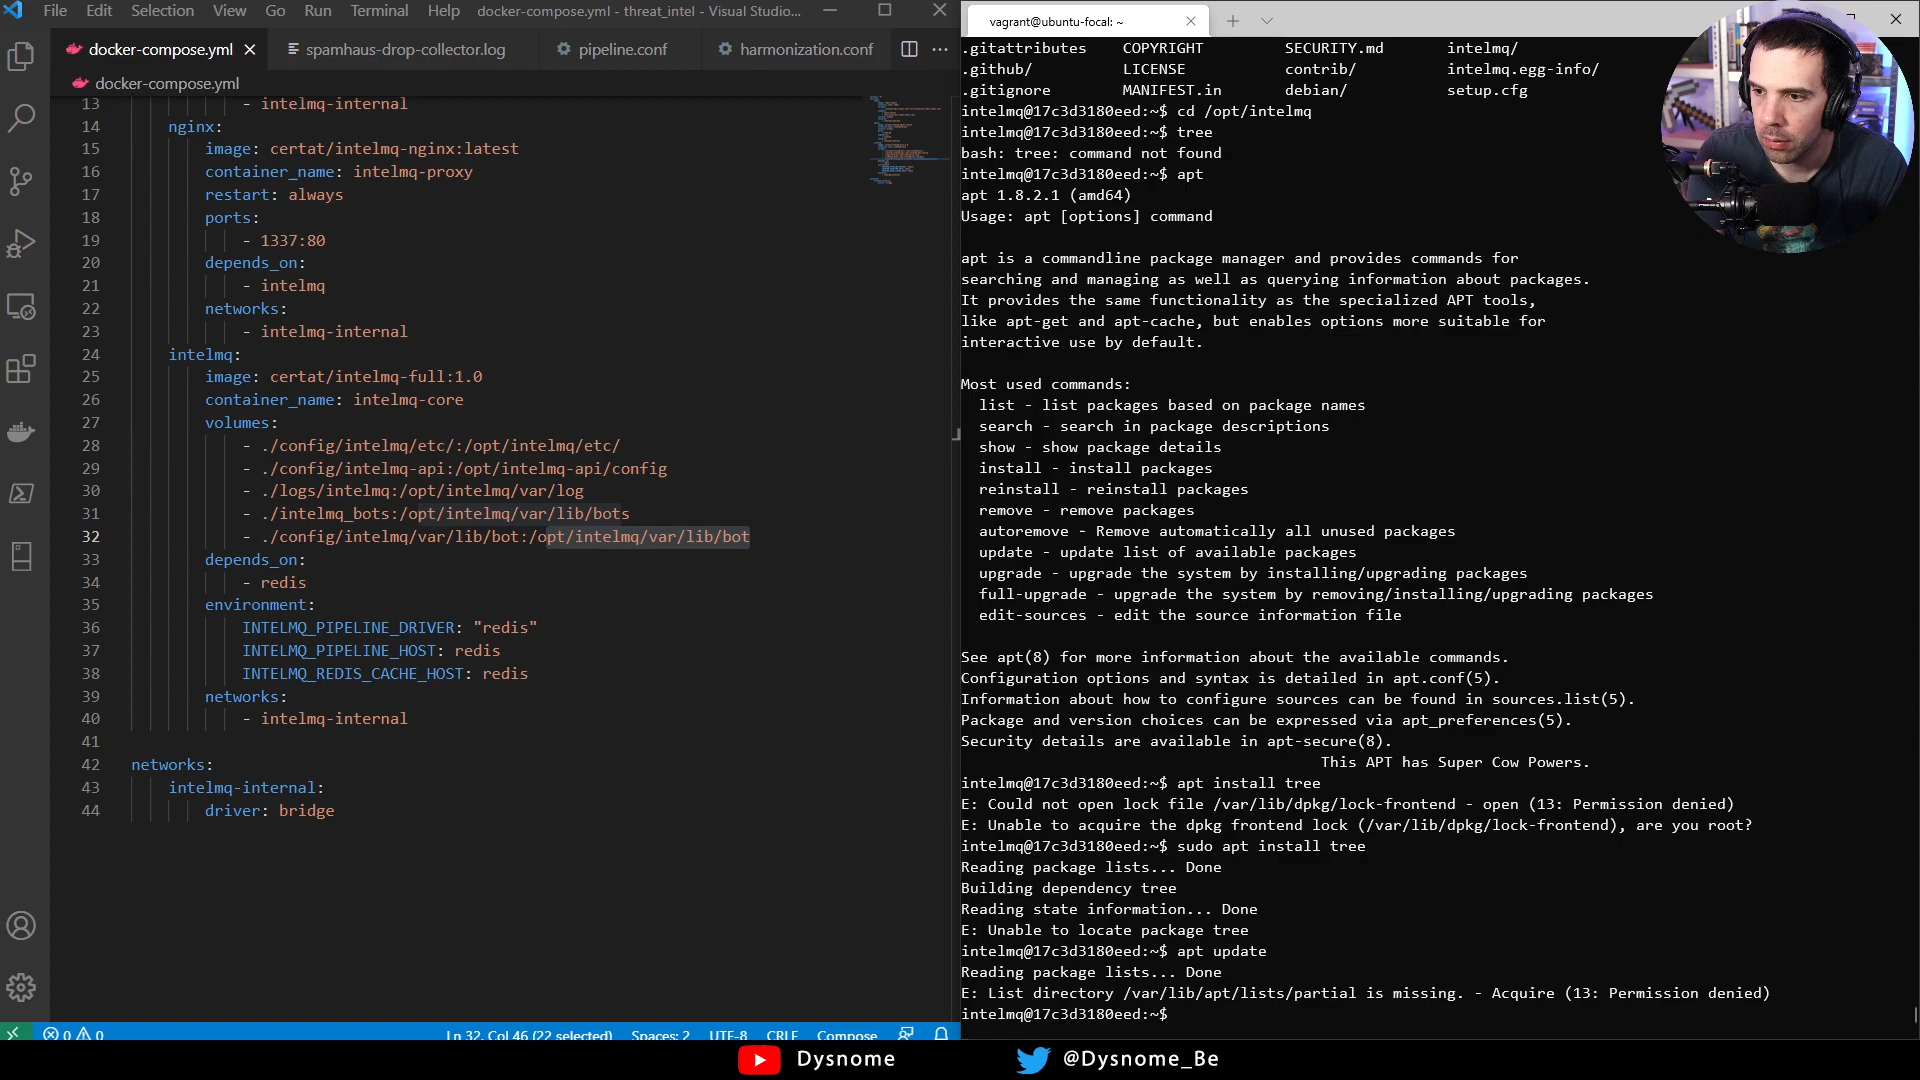 File Edit Selection View Go Run Terminal Help docker-compose.yml - threat_intel - Visual Studio...
docker-compose.yml
spamhaus-drop-collector.log
pipeline.conf
harmonization.conf
docker-compose.yml
13 - intelmq-internal
14 nginx:
15 image: certat/intelmq-nginx:latest
16 container_name: intelmq-proxy
17 restart: always
18 ports:
19 - 1337:80
20 depends_on:
21 - intelmq
22 networks:
23 - intelmq-internal
24 intelmq:
25 image: certat/intelmq-full:1.0
26 container_name: intelmq-core
27 volumes:
28 - ./config/intelmq/etc/:/opt/intelmq/etc/
29 - ./config/intelmq-api:/opt/intelmq-api/config
30 - ./logs/intelmq:/opt/intelmq/var/log
31 - ./intelmq_bots:/opt/intelmq/var/lib/bots
32 - ./config/intelmq/var/lib/bot:/opt/intelmq/var/lib/bot
33 depends_on:
34 - redis
35 environment:
36 INTELMQ_PIPELINE_DRIVER: "redis"
37 INTELMQ_PIPELINE_HOST: redis
38 INTELMQ_REDIS_CACHE_HOST: redis
39 networks:
40 - intelmq-internal
41
42 networks:
43 intelmq-internal:
44 driver: bridge
0 0
Ln 32, Col 46 (22 selected) Spaces: 2 UTF-8 CRLF Compose
vagrant@ubuntu-focal: ~
.gitattributes COPYRIGHT SECURITY.md intelmq/
.github/ LICENSE contrib/ intelmq.egg-info/
.gitignore MANIFEST.in debian/ setup.cfg
intelmq@17c3d3180eed:~$ cd /opt/intelmq
intelmq@17c3d3180eed:~$ tree
bash: tree: command not found
intelmq@17c3d3180eed:~$ apt
apt 1.8.2.1 (amd64)
Usage: apt [options] command
apt is a commandline package manager and provides commands for
searching and managing as well as querying information about packages.
It provides the same functionality as the specialized APT tools,
like apt-get and apt-cache, but enables options more suitable for
interactive use by default.
Most used commands:
list - list packages based on package names
search - search in package descriptions
show - show package details
install - install packages
reinstall - reinstall packages
remove - remove packages
autoremove - Remove automatically all unused packages
update - update list of available packages
upgrade - upgrade the system by installing/upgrading packages
full-upgrade - upgrade the system by removing/installing/upgrading packages
edit-sources - edit the source information file
See apt(8) for more information about the available commands.
Configuration options and syntax is detailed in apt.conf(5).
Information about how to configure sources can be found in sources.list(5).
Package and version choices can be expressed via apt_preferences(5).
Security details are available in apt-secure(8).
This APT has Super Cow Powers.
intelmq@17c3d3180eed:~$ apt install tree
E: Could not open lock file /var/lib/dpkg/lock-frontend - open (13: Permission denied)
E: Unable to acquire the dpkg frontend lock (/var/lib/dpkg/lock-frontend), are you root?
intelmq@17c3d3180eed:~$ sudo apt install tree
Reading package lists... Done
Building dependency tree
Reading state information... Done
E: Unable to locate package tree
intelmq@17c3d3180eed:~$ apt update
Reading package lists... Done
E: List directory /var/lib/apt/lists/partial is missing. - Acquire (13: Permission denied)
intelmq@17c3d3180eed:~$
Dysnome
@Dysnome_Be